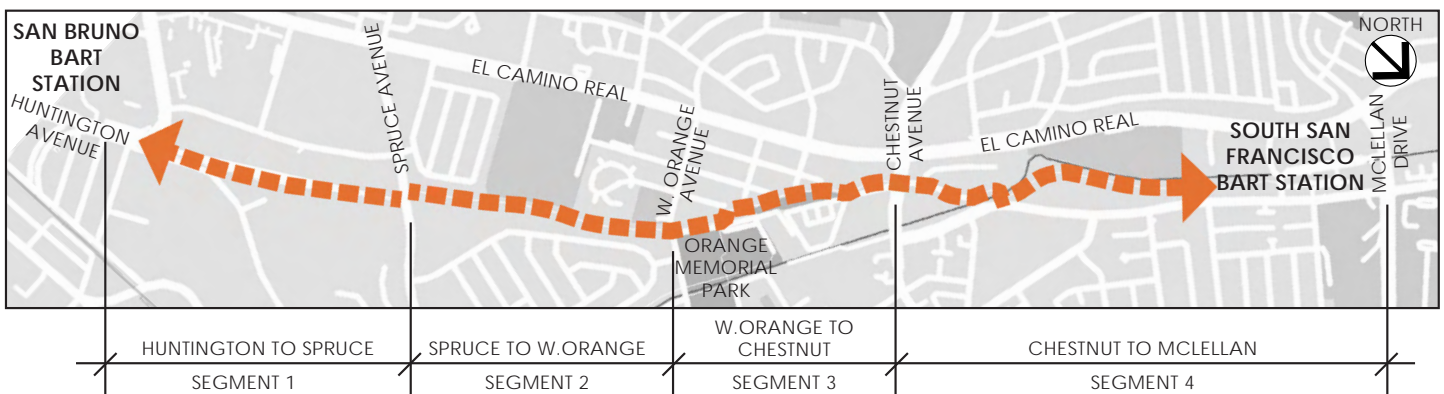 SAN BRUNO
BART
STATION
HUNTINGTON
AVENUE
SPRUCE AVENUE
EL CAMINO REAL
W. ORANGE
AVENUE
ORANGE
MEMORIAL
PARK
CHESTNUT
AVENUE
EL CAMINO REAL
SOUTH SAN
FRANCISCO
BART STATION
MCLELLAN
DRIVE
NORTH
HUNTINGTON TO SPRUCE
SEGMENT 1
SPRUCE TO W.ORANGE
SEGMENT 2
W.ORANGE TO
CHESTNUT
SEGMENT 3
CHESTNUT TO MCLELLAN
SEGMENT 4